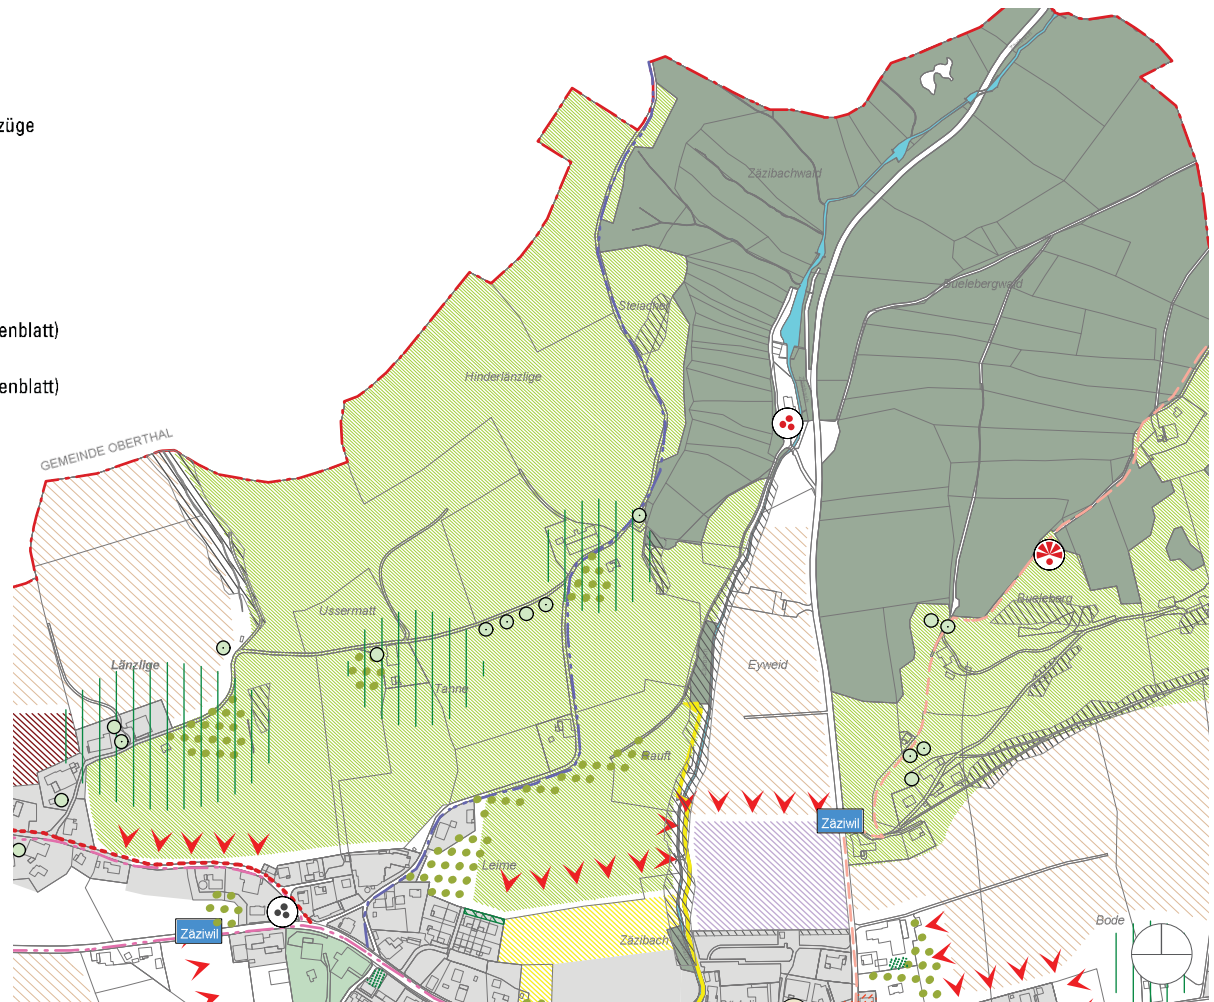 züge
Zäzibachwald
Buelebergwald
Steiacher
enblatt)
Hinderlänzlige
enblatt)
GEMEINDE OBERTHAL
Ussermatt
Bueleberg
Länzlige
Eyweid
Tanne
Rauft
Zäziwil
Leime
Bode
Zäziwil
Zäzibach